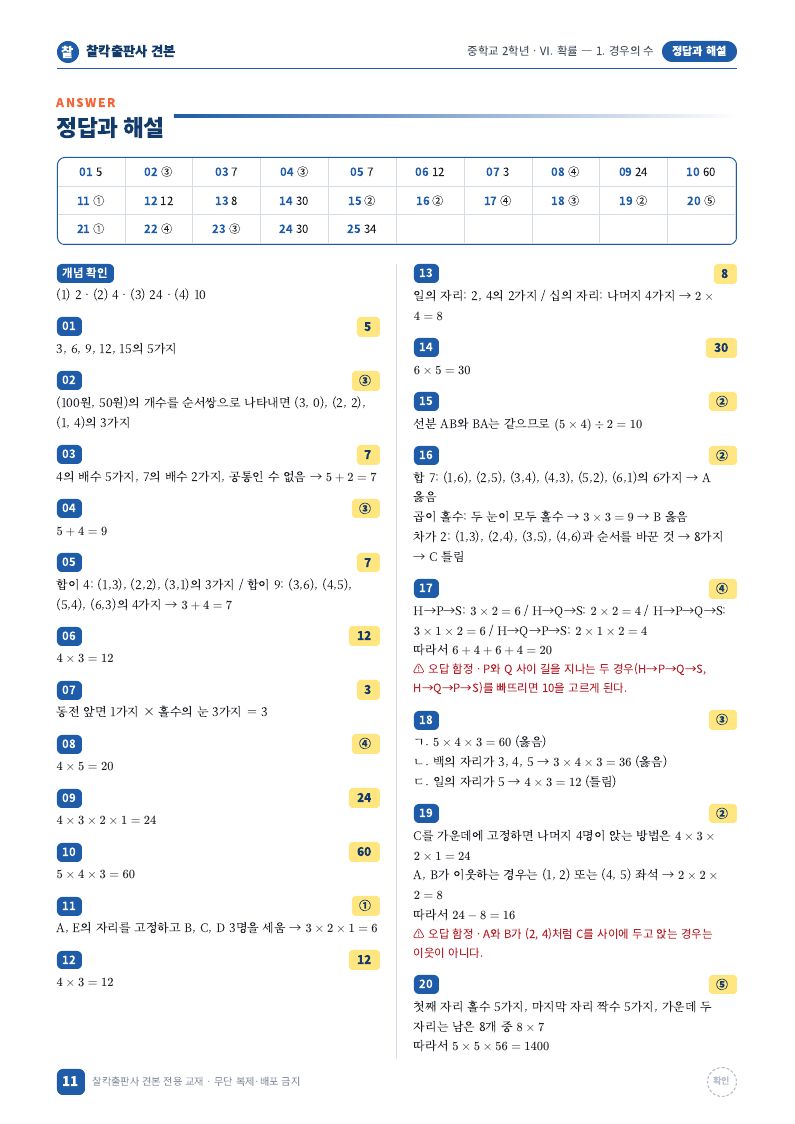 찰 찰칵출판사 견본
중학교 2학년 · Ⅵ. 확률 — 1. 경우의 수 정답과 해설
ANSWER
정답과 해설
01 5 02 ③ 03 7 04 ③ 05 7 06 12 07 3 08 ④ 09 24 10 60
11 ① 12 12 13 8 14 30 15 ② 16 ② 17 ④ 18 ③ 19 ② 20 ⑤
21 ① 22 ④ 23 ③ 24 30 25 34
개념 확인
(1) 2 · (2) 4 · (3) 24 · (4) 10
01 5
3, 6, 9, 12, 15의 5가지
02 ③
(100원, 50원)의 개수를 순서쌍으로 나타내면 (3, 0), (2, 2),
(1, 4)의 3가지
03 7
4의 배수 5가지, 7의 배수 2가지, 공통인 수 없음 → 5 + 2 = 7
04 ③
5 + 4 = 9
05 7
합이 4: (1,3), (2,2), (3,1)의 3가지 / 합이 9: (3,6), (4,5),
(5,4), (6,3)의 4가지 → 3 + 4 = 7
06 12
4 × 3 = 12
07 3
동전 앞면 1가지 × 홀수의 눈 3가지 = 3
08 ④
4 × 5 = 20
09 24
4 × 3 × 2 × 1 = 24
10 60
5 × 4 × 3 = 60
11 ①
A, E의 자리를 고정하고 B, C, D 3명을 세움 → 3 × 2 × 1 = 6
12 12
4 × 3 = 12
13 8
일의 자리: 2, 4의 2가지 / 십의 자리: 나머지 4가지 → 2 ×
4 = 8
14 30
6 × 5 = 30
15 ②
선분 AB와 BA는 같으므로 (5 × 4) ÷ 2 = 10
16 ②
합 7: (1,6), (2,5), (3,4), (4,3), (5,2), (6,1)의 6가지 → A
옳음
곱이 홀수: 두 눈이 모두 홀수 → 3 × 3 = 9 → B 옳음
차가 2: (1,3), (2,4), (3,5), (4,6)과 순서를 바꾼 것 → 8가지
→ C 틀림
17 ④
H→P→S: 3 × 2 = 6 / H→Q→S: 2 × 2 = 4 / H→P→Q→S:
3 × 1 × 2 = 6 / H→Q→P→S: 2 × 1 × 2 = 4
따라서 6 + 4 + 6 + 4 = 20
⚠ 오답 함정 · P와 Q 사이 길을 지나는 두 경우(H→P→Q→S,
H→Q→P→S)를 빠뜨리면 10을 고르게 된다.
18 ③
ㄱ. 5 × 4 × 3 = 60 (옳음)
ㄴ. 백의 자리가 3, 4, 5 → 3 × 4 × 3 = 36 (옳음)
ㄷ. 일의 자리가 5 → 4 × 3 = 12 (틀림)
19 ②
C를 가운데에 고정하면 나머지 4명이 앉는 방법은 4 × 3 ×
2 × 1 = 24
A, B가 이웃하는 경우는 (1, 2) 또는 (4, 5) 좌석 → 2 × 2 ×
2 = 8
따라서 24 − 8 = 16
⚠ 오답 함정 · A와 B가 (2, 4)처럼 C를 사이에 두고 앉는 경우는
이웃이 아니다.
20 ⑤
첫째 자리 홀수 5가지, 마지막 자리 짝수 5가지, 가운데 두
자리는 남은 8개 중 8 × 7
따라서 5 × 5 × 56 = 1400
11 찰칵출판사 견본 전용 교재 · 무단 복제·배포 금지
확인